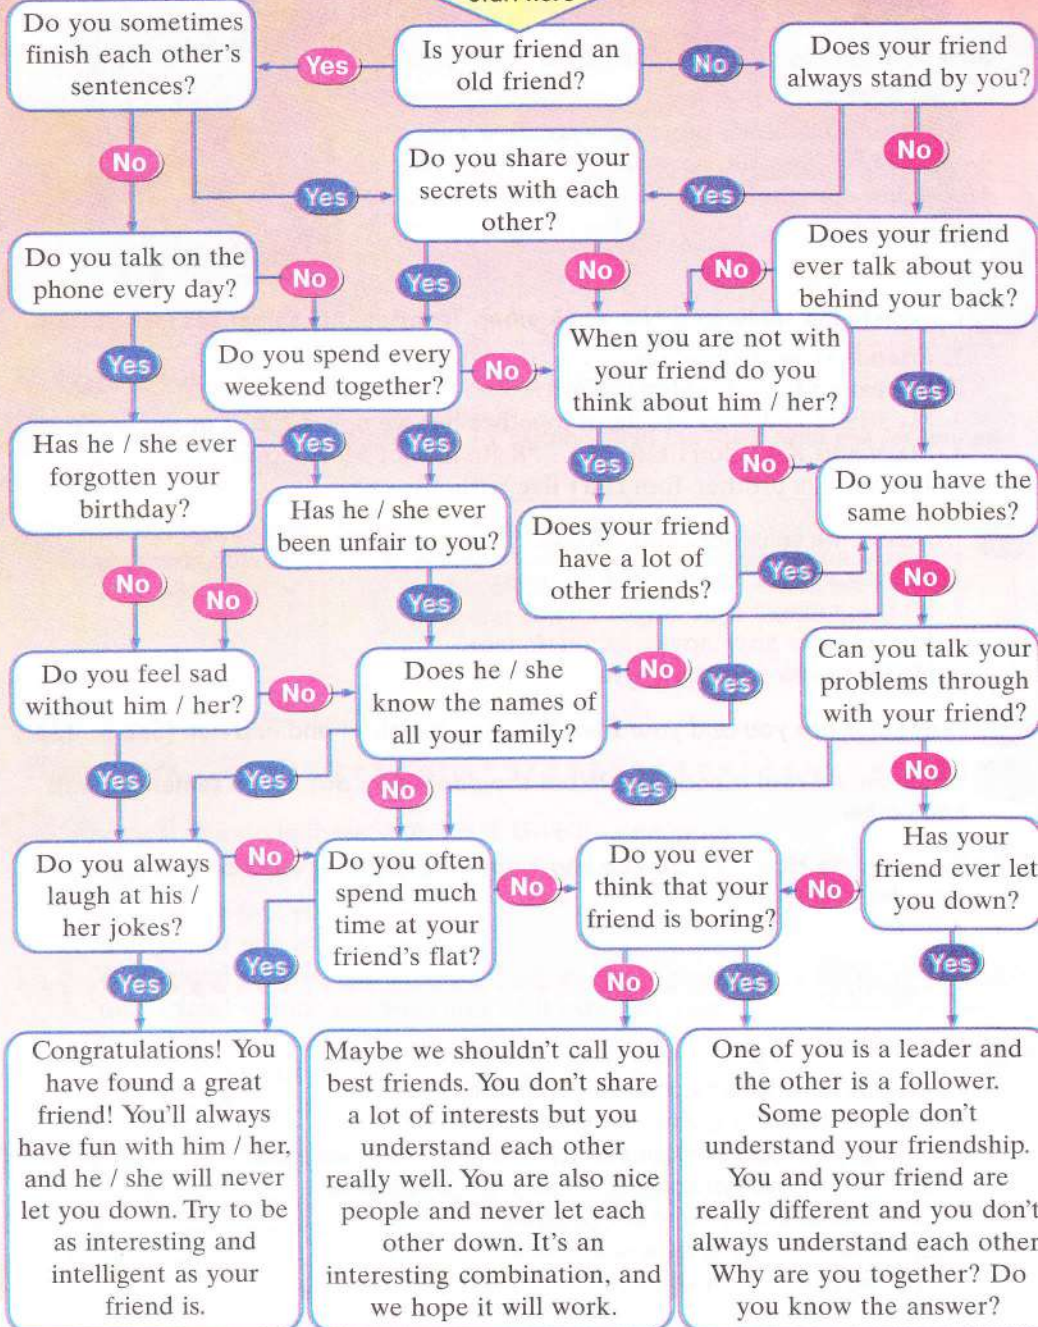 Start here
Do you sometimes
finish each other's
sentences?
Yes
Is your friend an
old friend?
No
Does your friend
always stand by you?
No
Yes
Do you share your
secrets with each
other?
Yes
No
Do you talk on the
phone every day?
No
Yes
No
No
Does your friend
ever talk about you
behind your back?
Yes
Do you spend every
weekend together?
No
When you are not with
your friend do you
think about him / her?
Yes
Has he / she ever
forgotten your
birthday?
Yes
Yes
Yes
No
Do you have the
same hobbies?
Has he / she ever
been unfair to you?
Does your friend
have a lot of
other friends?
Yes
No
No
No
Yes
Do you feel sad
without him / her?
No
Does he / she
know the names of
all your family?
No
Yes
Can you talk your
problems through
with your friend?
Yes
Yes
No
Yes
No
Do you always
laugh at his /
her jokes?
No
Do you often
spend much
time at your
friend's flat?
No
Do you ever
think that your
friend is boring?
No
Has your
friend ever let
you down?
Yes
Yes
No
Yes
Yes
Congratulations! You
have found a great
friend! You'll always
have fun with him / her,
and he / she will never
let you down. Try to be
as interesting and
intelligent as your
friend is.
Maybe we shouldn't call you
best friends. You don't share
a lot of interests but you
understand each other
really well. You are also nice
people and never let each
other down. It's an
interesting combination, and
we hope it will work.
One of you is a leader and
the other is a follower.
Some people don't
understand your friendship.
You and your friend are
really different and you don't
always understand each other
Why are you together? Do
you know the answer?